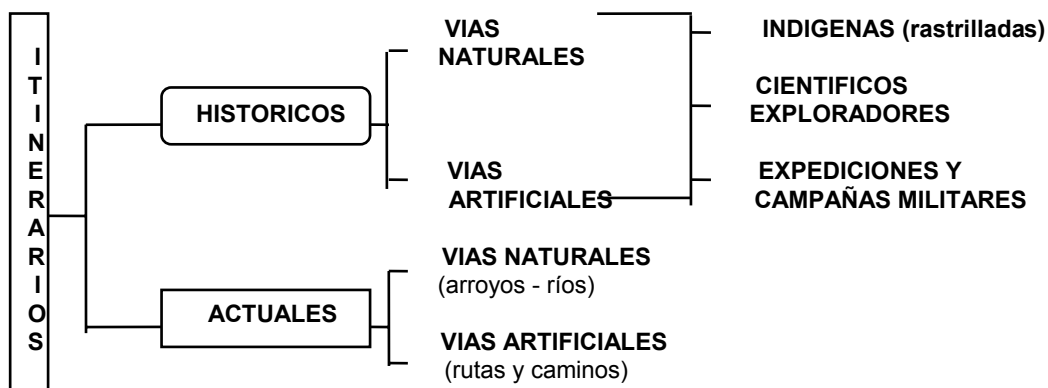 ITINERARIOS
HISTORICOS
VIAS
NATURALES
VIAS
ARTIFICIALES
INDIGENAS (rastrilladas)
CIENTIFICOS
EXPLORADORES
EXPEDICIONES Y
CAMPAÑAS MILITARES
ACTUALES
VIAS NATURALES
(arroyos - ríos)
VIAS ARTIFICIALES
(rutas y caminos)